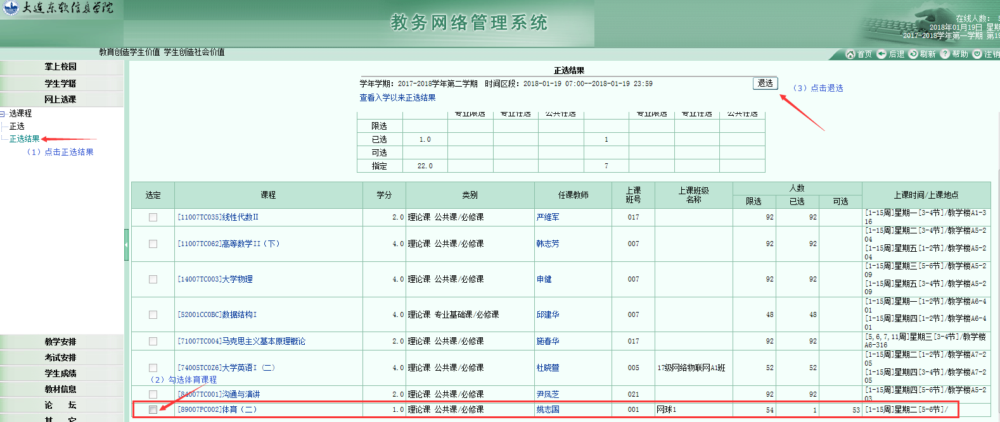 大连东软信息学院
教务网络管理系统
在线人数：
2018年01月19日 星期
2017-2018学年第一学期 第19
教育创造学生价值 学生创造社会价值
首页 后退 刷新 帮助 注销
掌上校园
学生学籍
网上选课
选课程
正选
正选结果
（1）点击正选结果
教学安排
考试安排
学生成绩
教材信息
论 坛
其 它
正选结果
学年学期：2017-2018学年第二学期 时间区段：2018-01-19 07:00--2018-01-19 23:59
退选
（3）点击退选
查看入学以来正选结果
专业限选 专业任选 公共任选 专业限选 专业任选 公共任选
限选
已选 1.0 1
可选
指定 22.0 7
选定 课程 学分 类别 任课教师 上课班号 上课班级名称 人数 上课时间/上课地点
限选 已选 可选
[11007TC035]线性代数II 2.0 理论课 公共课/必修课 严维军 017 92 92 [1-15周]星期一[3-4节]/教学楼A1-3
16
[11007TC062]高等数学II（下） 4.0 理论课 公共课/必修课 韩志芳 007 92 92 [1-15周]星期二[3-4节]/教学楼A5-2
04
[1-15周]星期五[1-2节]/教学楼A5-2
04
[14007TC003]大学物理 4.0 理论课 公共课/必修课 申健 007 92 92 [1-15周]星期三[5-6节]/教学楼A5-2
09
[1-15周]星期五[3-4节]/教学楼A5-2
09
[52001CC0BC]数据结构I 4.0 理论课 专业基础课/必修课 邱建华 007 48 48 [1-15周]星期一[1-2节]/教学楼A6-4
01
[1-15周]星期四[1-2节]/教学楼A6-4
01
[71007TC004]马克思主义基本原理概论 2.0 理论课 公共课/必修课 施春华 017 92 92 [5,6,7,11周]星期三[3-4节]/教学楼
A6-316
[74005TC0Z6]大学英语I（二） 4.0 理论课 公共课/必修课 杜晓萱 005 17级网络物联网A1班 52 52 [1-15周]星期二[1-2节]/教学楼A7-2
05
[1-15周]星期四[3-4节]/教学楼A7-2
05
（2）勾选体育课程
[84007TC001]沟通与演讲 2.0 理论课 公共课/必修课 尹凤芝 021 92 92 [1-15周]星期四[5-6节]/教学楼A5-2
03
[89007PC002]体育（二） 1.0 理论课 公共课/必修课 姚志国 001 网球1 54 1 53 [1-15周]星期二[5-6节]/